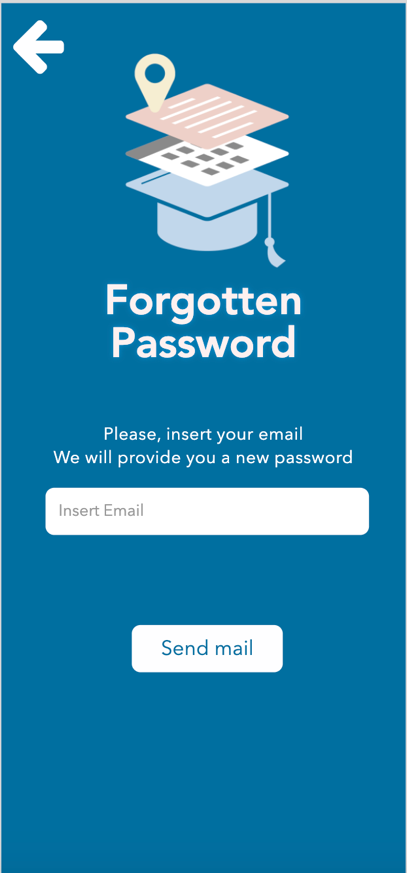 Forgotten
Password
Please, insert your email
We will provide you a new password
Insert Email
Send mail